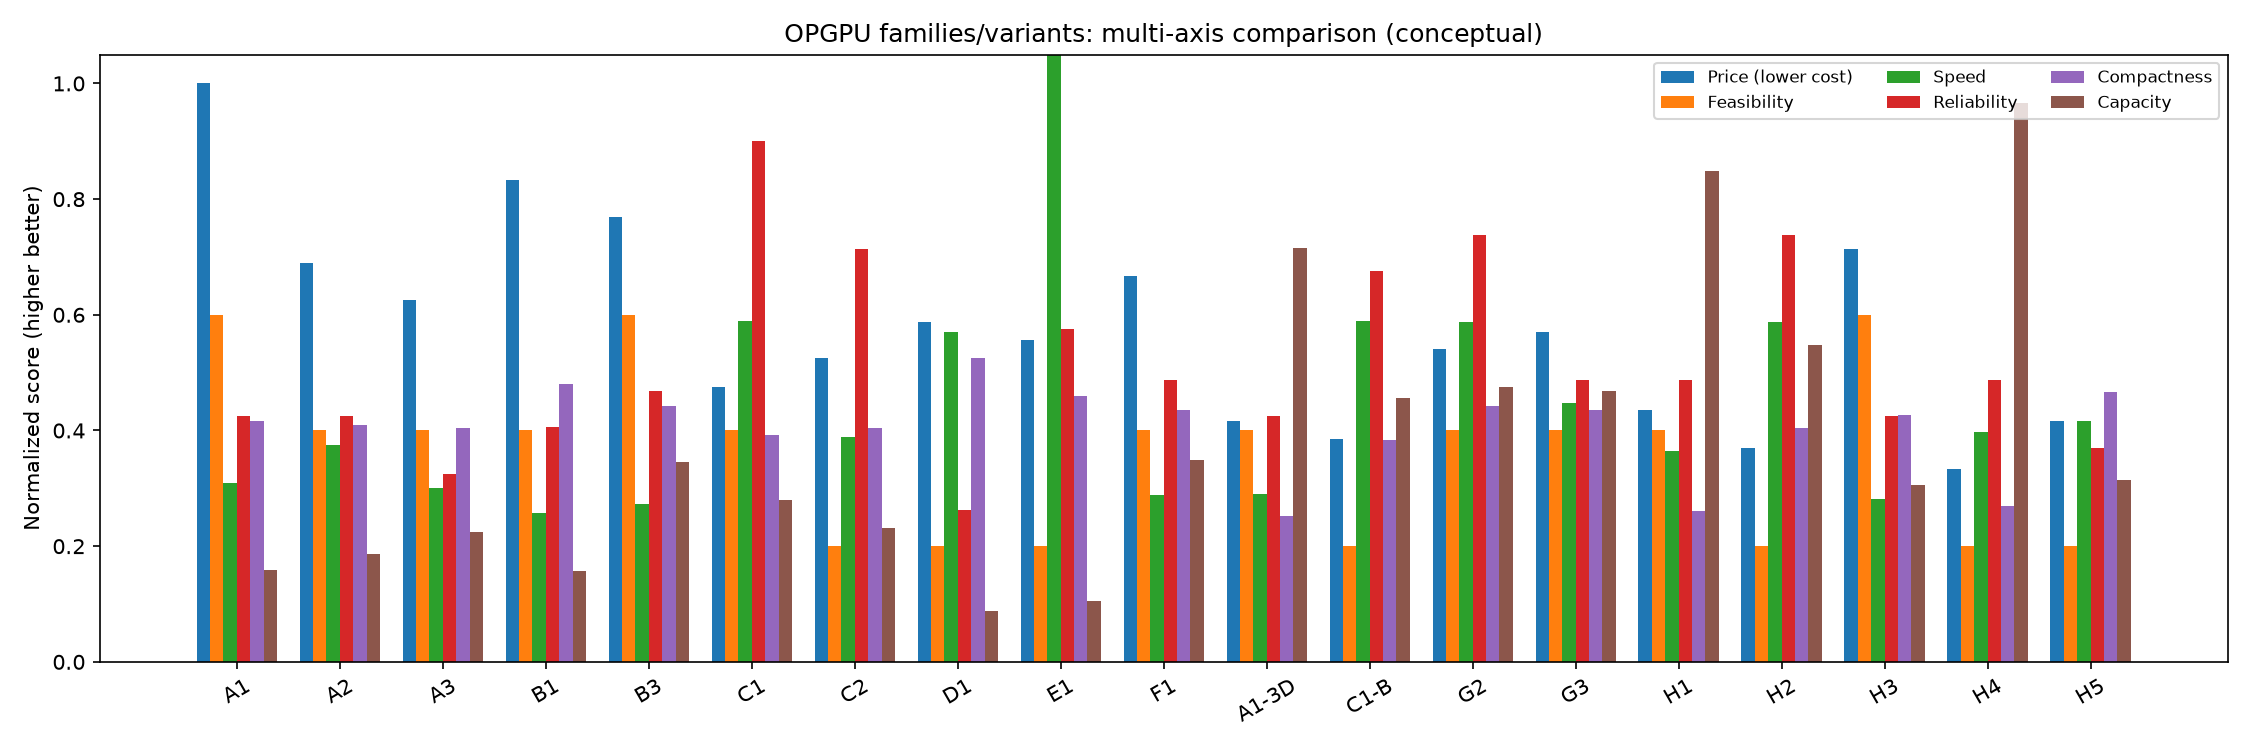 OPGPU families/variants: multi-axis comparison (conceptual)
Normalized score (higher better)
1.0
0.8
0.6
0.4
0.2
0.0
Price (lower cost)
Feasibility
Speed
Reliability
Compactness
Capacity
A1
A2
A3
B1
B3
C1
C2
D1
E1
F1
A1-3D
C1-B
G2
G3
H1
H2
H3
H4
H5